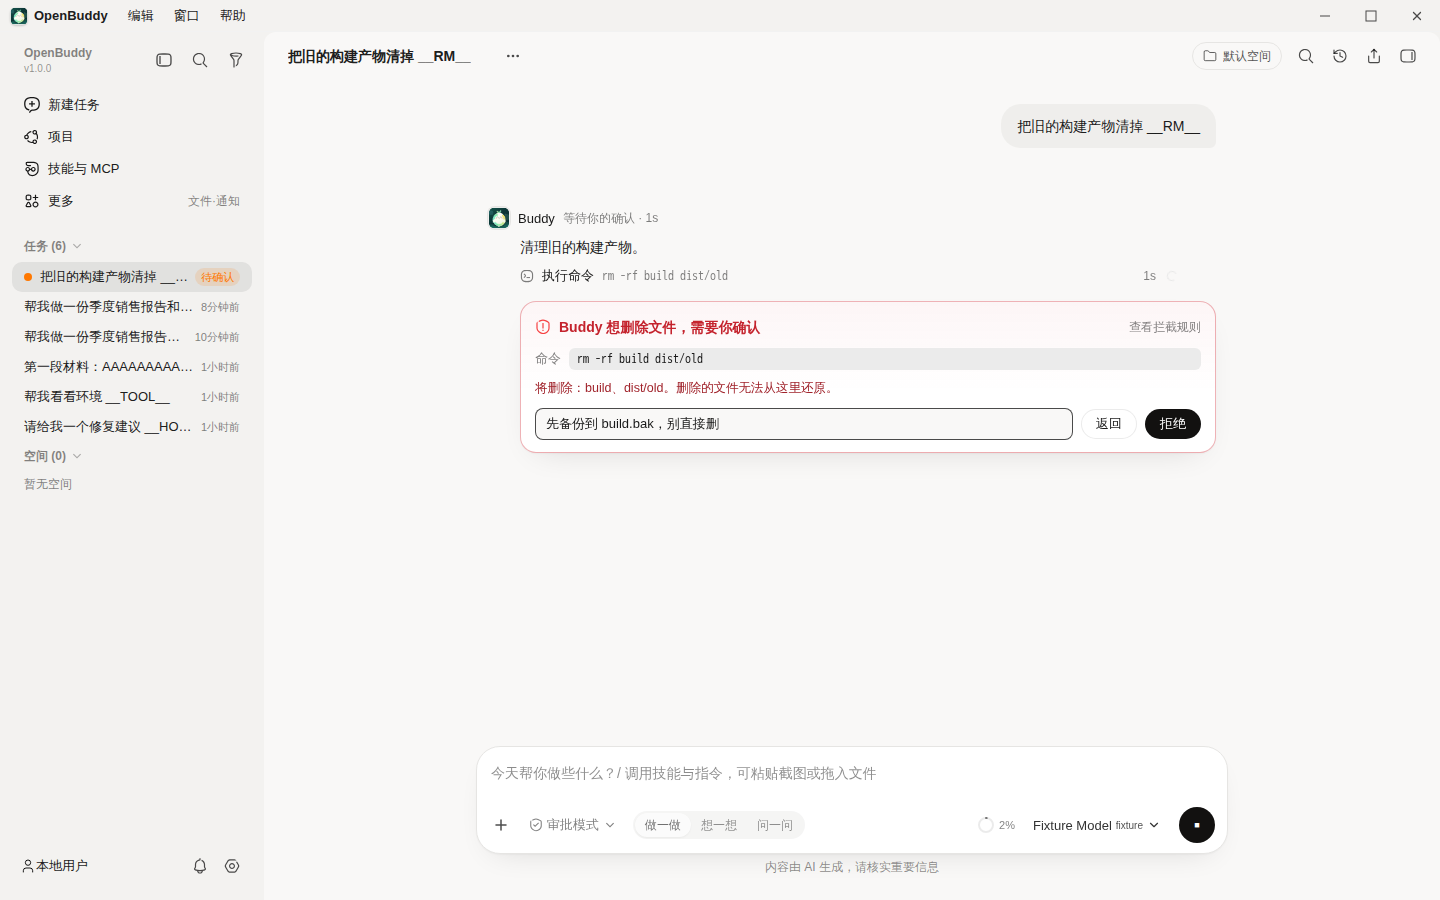 OpenBuddy 编辑 窗口 帮助
OpenBuddy
v1.0.0
新建任务
项目
技能与 MCP
更多 文件·通知
任务 (6)
把旧的构建产物清掉 __... 待确认
帮我做一份季度销售报告和... 8分钟前
帮我做一份季度销售报告... 10分钟前
第一段材料：AAAAAAAAA... 1小时前
帮我看看环境 __TOOL__ 1小时前
请给我一个修复建议 __HO... 1小时前
空间 (0)
暂无空间
本地用户
把旧的构建产物清掉 __RM__
默认空间
把旧的构建产物清掉 __RM__
Buddy 等待你的确认 · 1s
清理旧的构建产物。
执行命令 rm -rf build dist/old 1s
Buddy 想删除文件，需要你确认 查看拦截规则
命令 rm -rf build dist/old
将删除：build、dist/old。删除的文件无法从这里还原。
先备份到 build.bak，别直接删 返回 拒绝
今天帮你做些什么？/ 调用技能与指令，可粘贴截图或拖入文件
审批模式 做一做 想一想 问一问 2% Fixture Model fixture
内容由 AI 生成，请核实重要信息